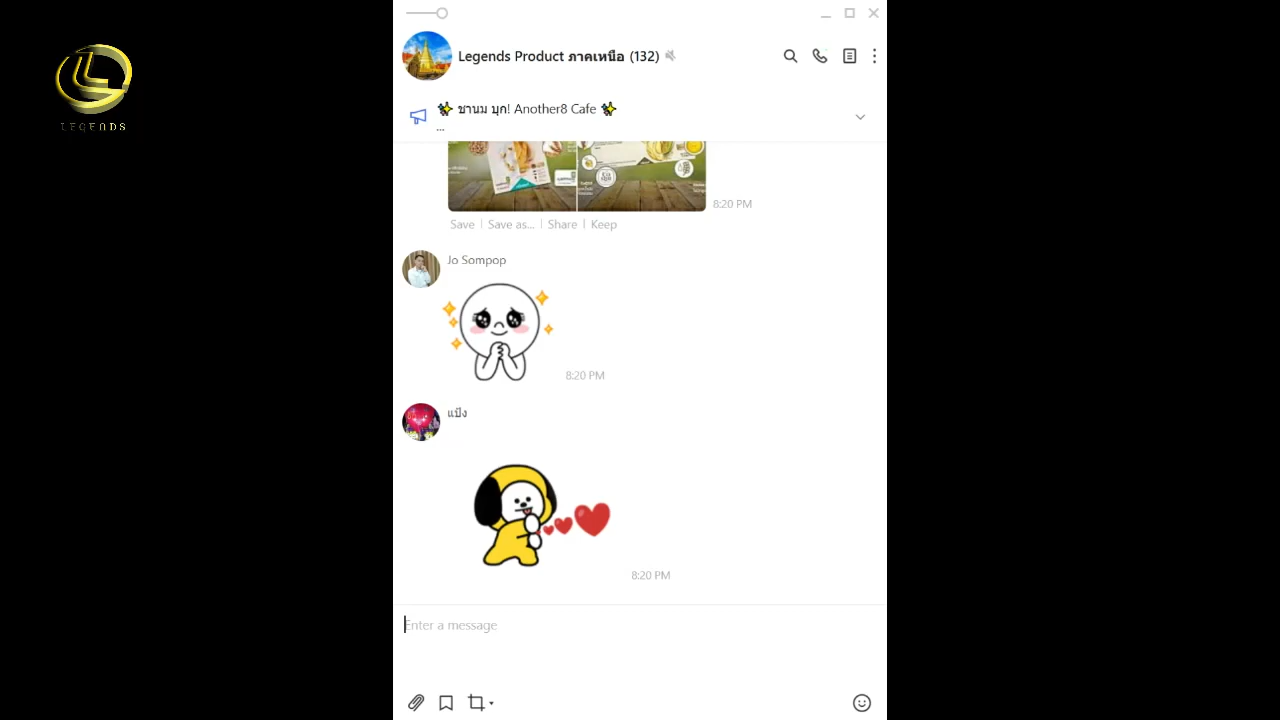 LEGENDS
Legends Product ภาคเหนือ (132)
✨ ชานม บุก! Another8 Cafe ✨
...
8:20 PM
Save | Save as... | Share | Keep
Jo Sompop
8:20 PM
แป้ง
8:20 PM
Enter a message